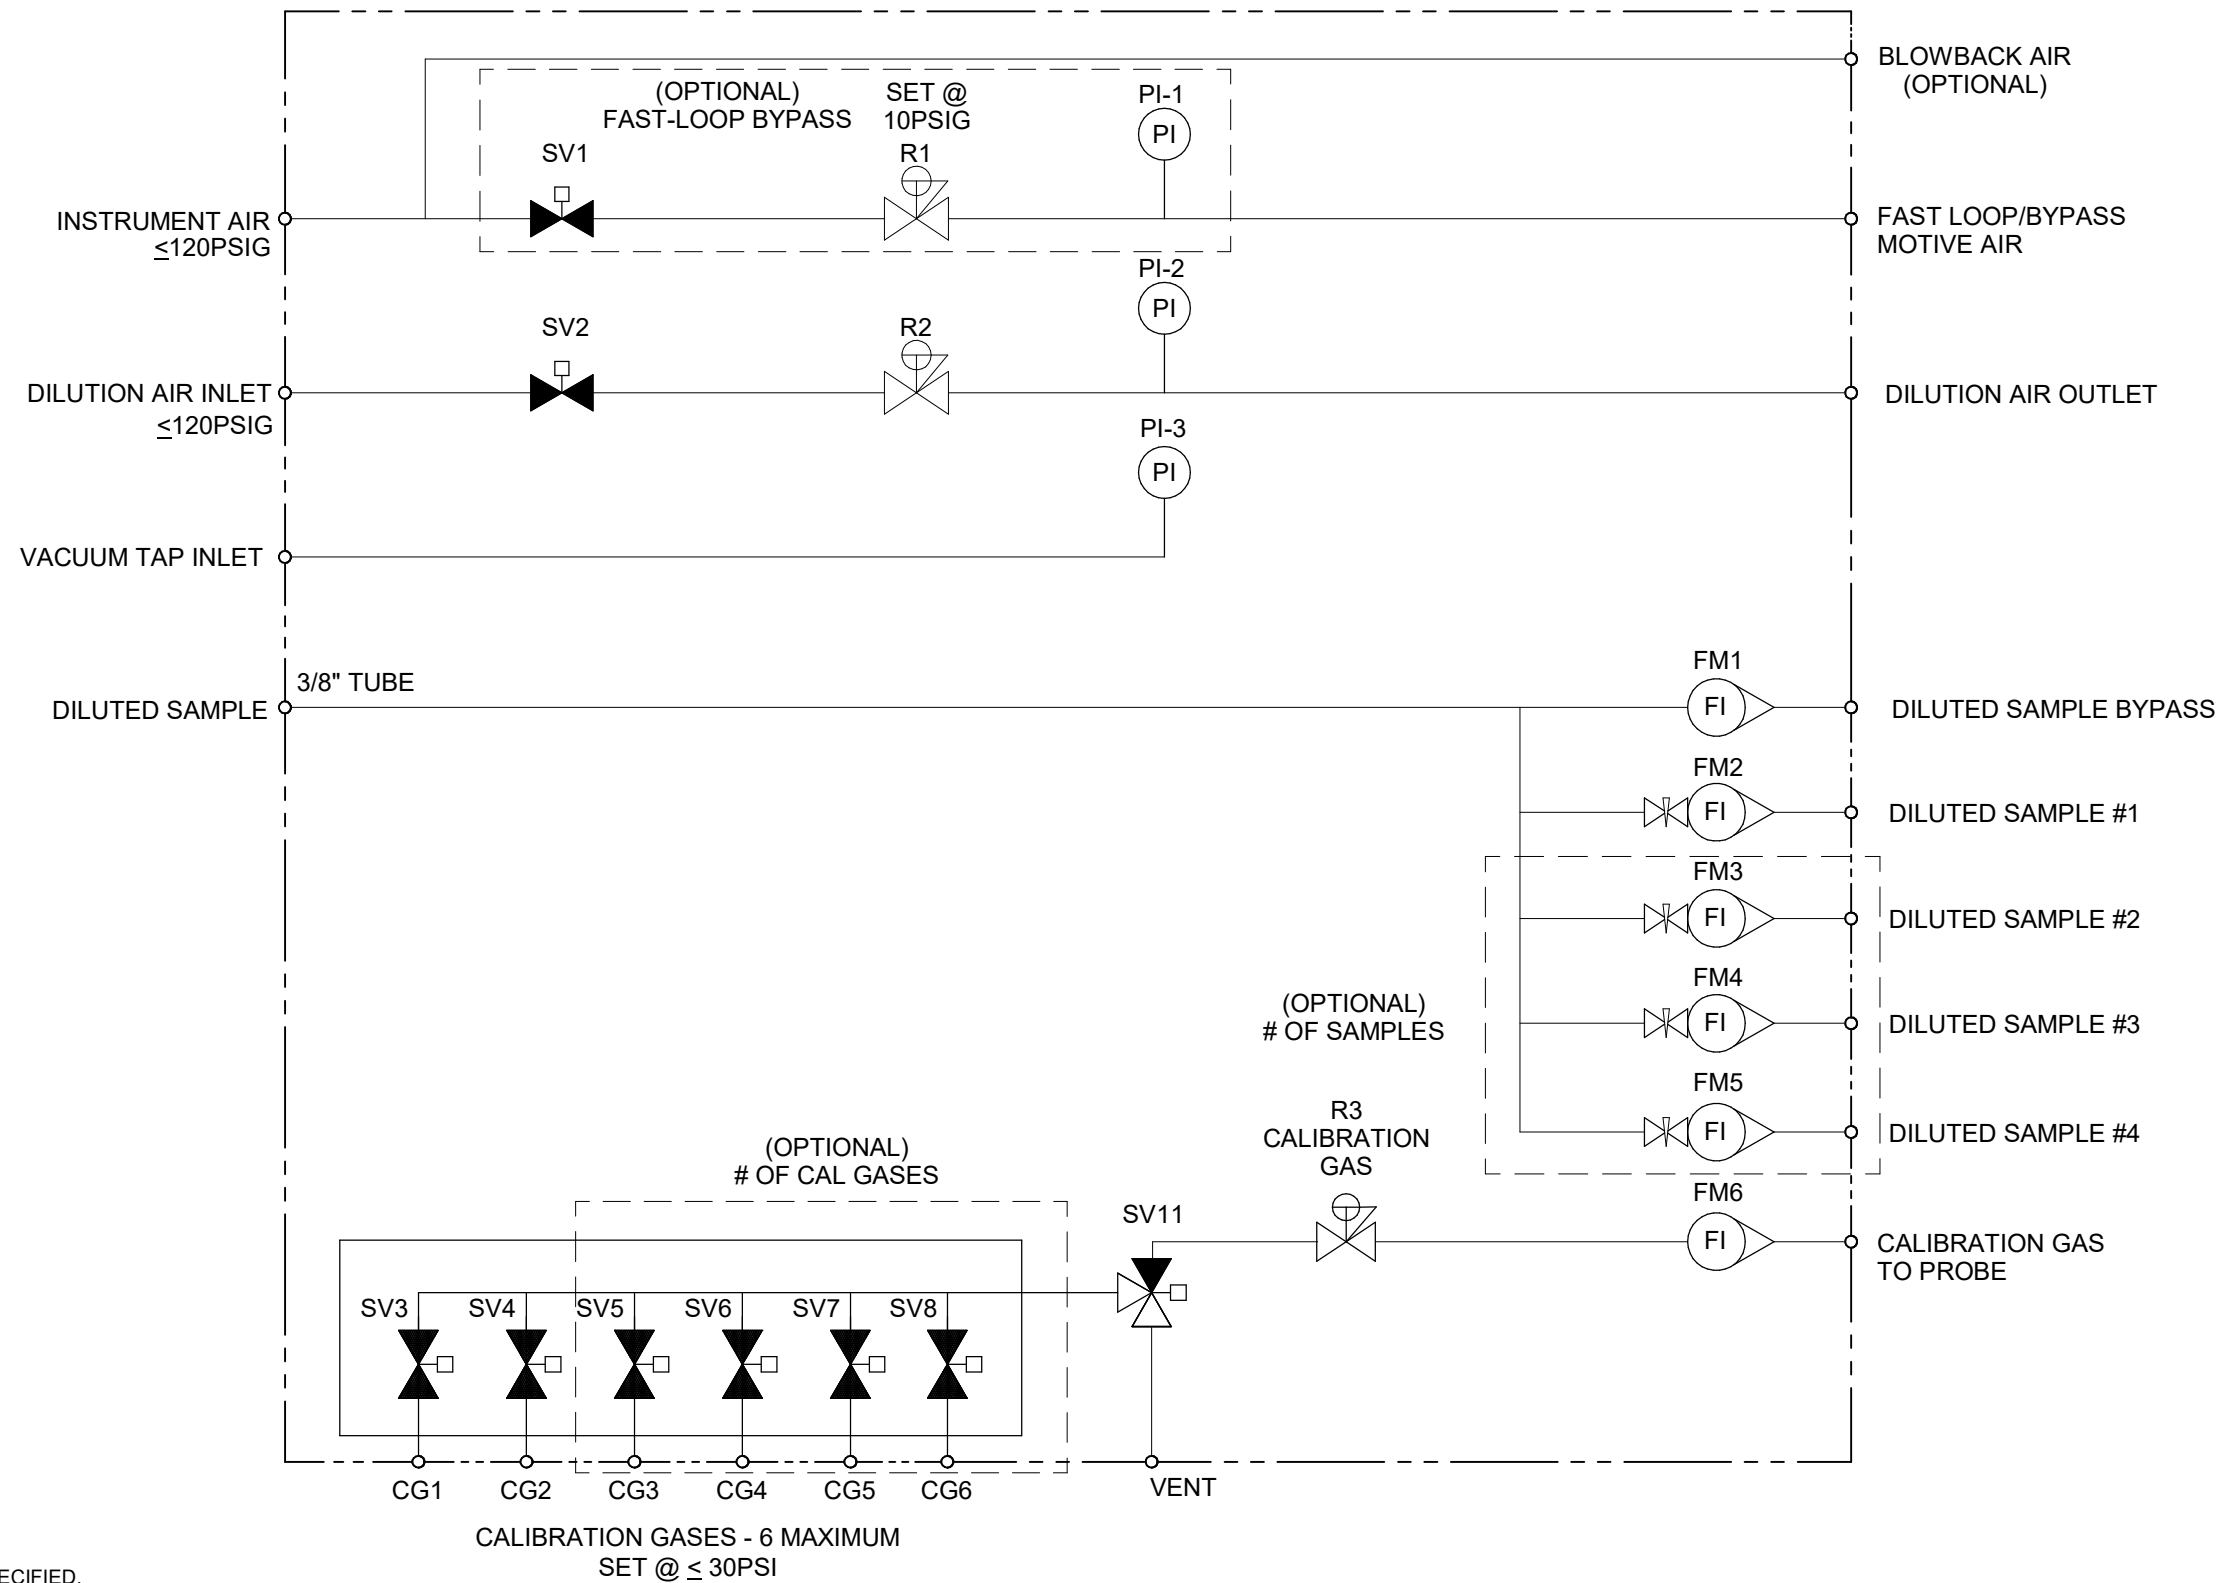 BLOWBACK AIR
(OPTIONAL)
(OPTIONAL)
FAST-LOOP BYPASS
SET @
10PSIG
PI-1
PI
SV1
R1
INSTRUMENT AIR
≤120PSIG
FAST LOOP/BYPASS
MOTIVE AIR
PI-2
PI
SV2
R2
DILUTION AIR INLET
≤120PSIG
DILUTION AIR OUTLET
PI-3
PI
VACUUM TAP INLET
3/8" TUBE
DILUTED SAMPLE
FM1
FI
DILUTED SAMPLE BYPASS
FM2
FI
DILUTED SAMPLE #1
FM3
FI
DILUTED SAMPLE #2
(OPTIONAL)
# OF SAMPLES
FM4
FI
DILUTED SAMPLE #3
FM5
FI
DILUTED SAMPLE #4
R3
CALIBRATION
GAS
(OPTIONAL)
# OF CAL GASES
SV11
FM6
FI
CALIBRATION GAS
TO PROBE
SV3
SV4
SV5
SV6
SV7
SV8
CG1
CG2
CG3
CG4
CG5
CG6
VENT
CALIBRATION GASES - 6 MAXIMUM
SET @ ≤ 30PSI
ECIFIED.